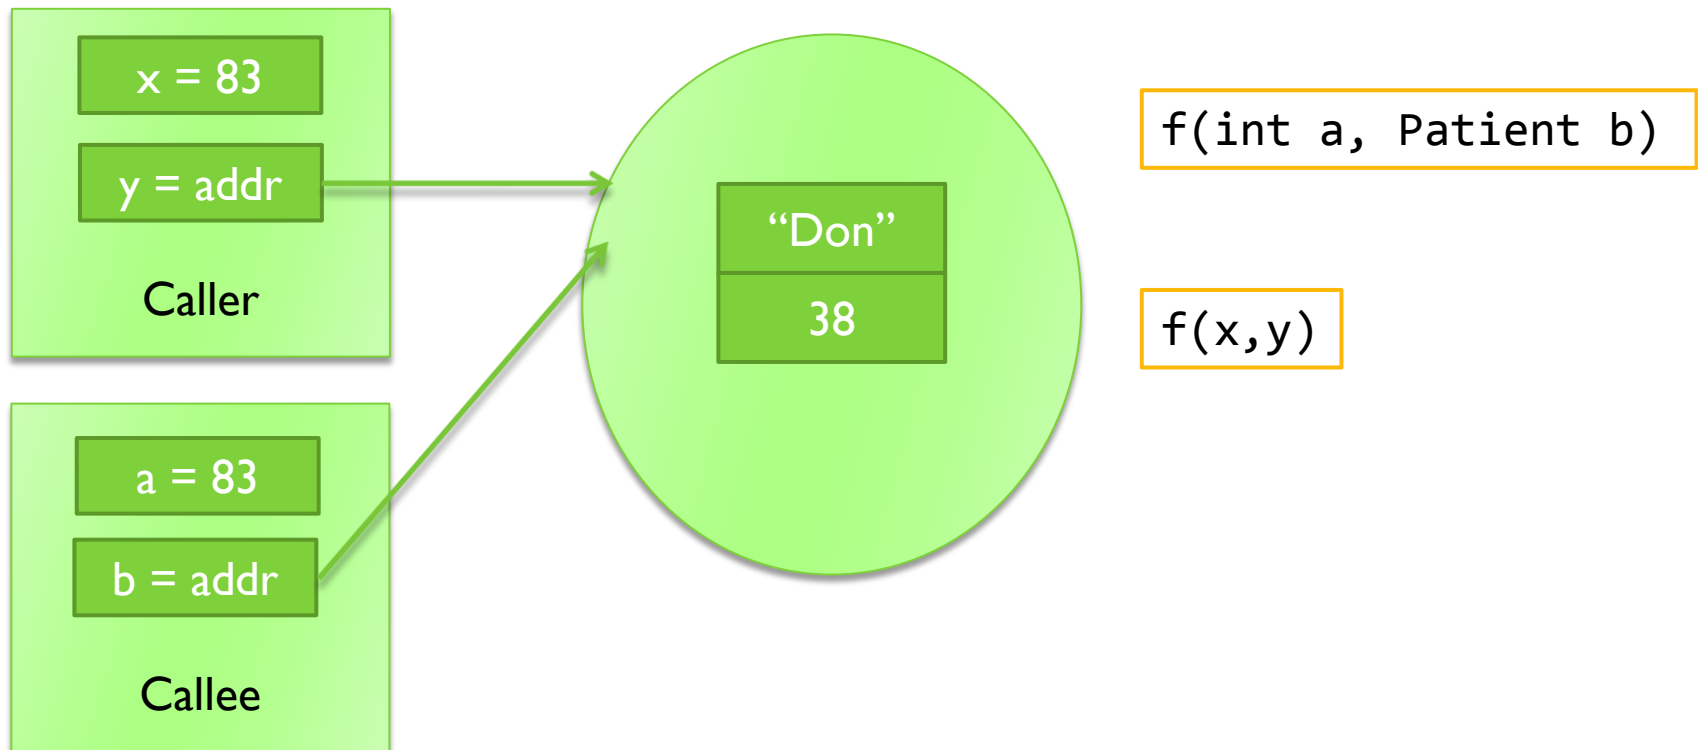 x = 83
y = addr
Caller
a = 83
b = addr
Callee
“Don”
38
f(int a, Patient b)
f(x,y)